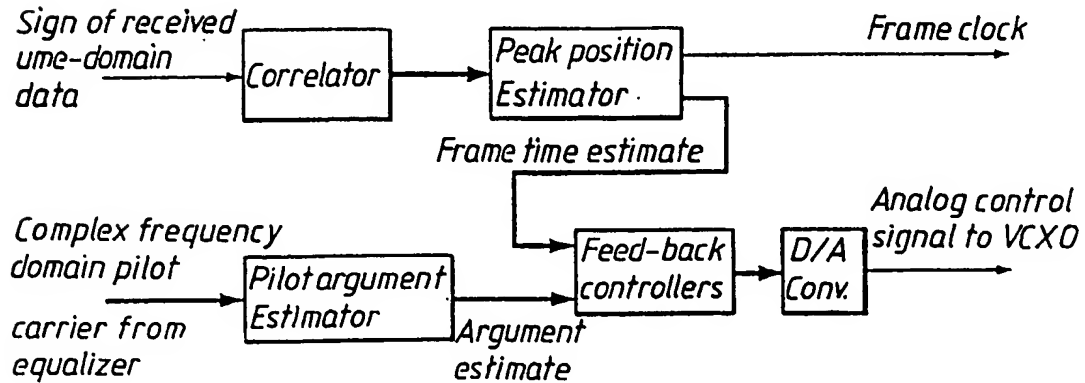 Sign of received
ume-domain
data
Correlator
Peak position
Estimator
Frame clock
Frame time estimate
Complex frequency
domain pilot
carrier from
equalizer
Pilot argument
Estimator
Argument
estimate
Feed-back
controllers
D/A
Conv.
Analog control
signal to VCXO